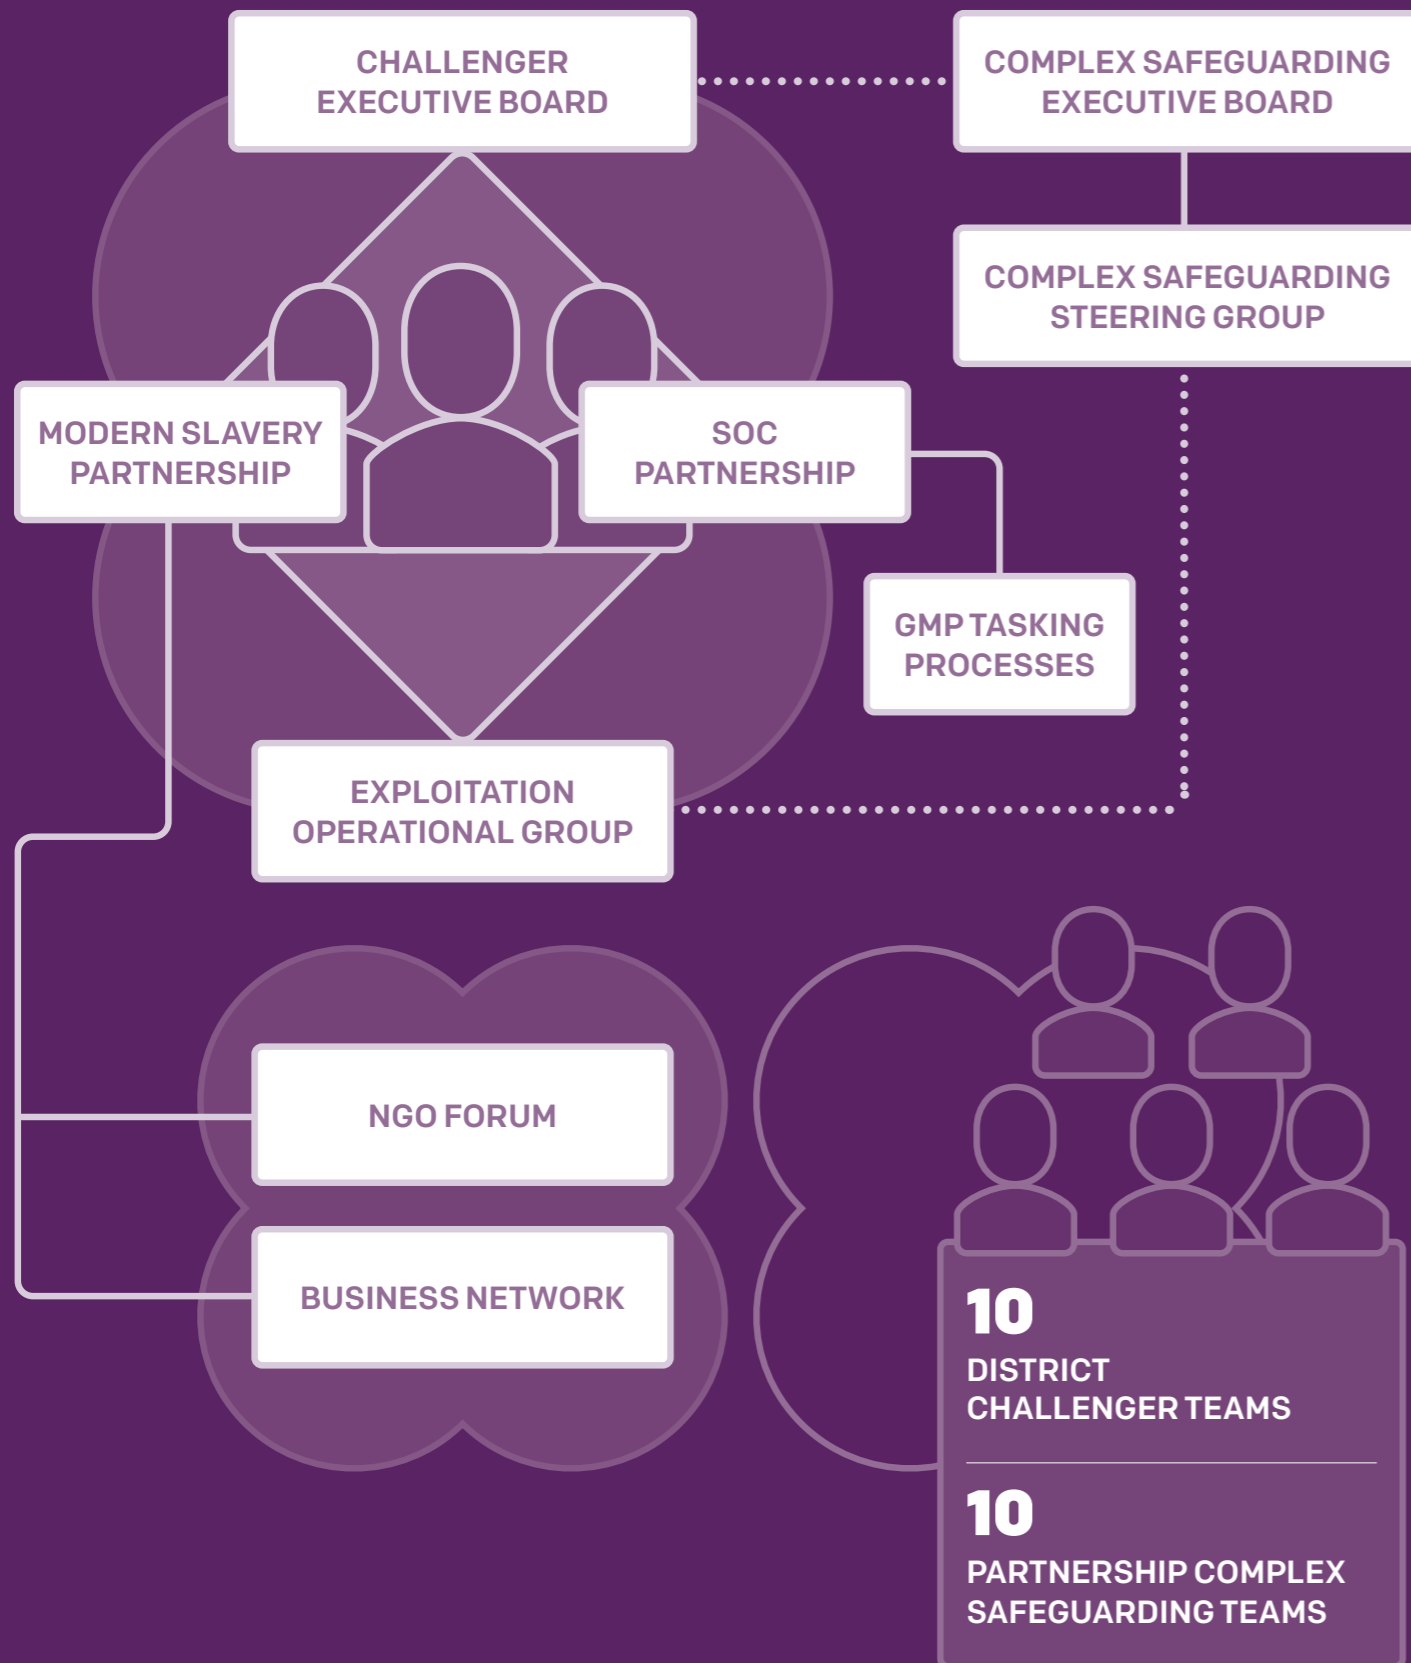 CHALLENGER
EXECUTIVE BOARD
COMPLEX SAFEGUARDING
EXECUTIVE BOARD
COMPLEX SAFEGUARDING
STEERING GROUP
MODERN SLAVERY
PARTNERSHIP
SOC
PARTNERSHIP
GMP TASKING
PROCESSES
EXPLOITATION
OPERATIONAL GROUP
NGO FORUM
BUSINESS NETWORK
10
DISTRICT
CHALLENGER TEAMS
10
PARTNERSHIP COMPLEX
SAFEGUARDING TEAMS